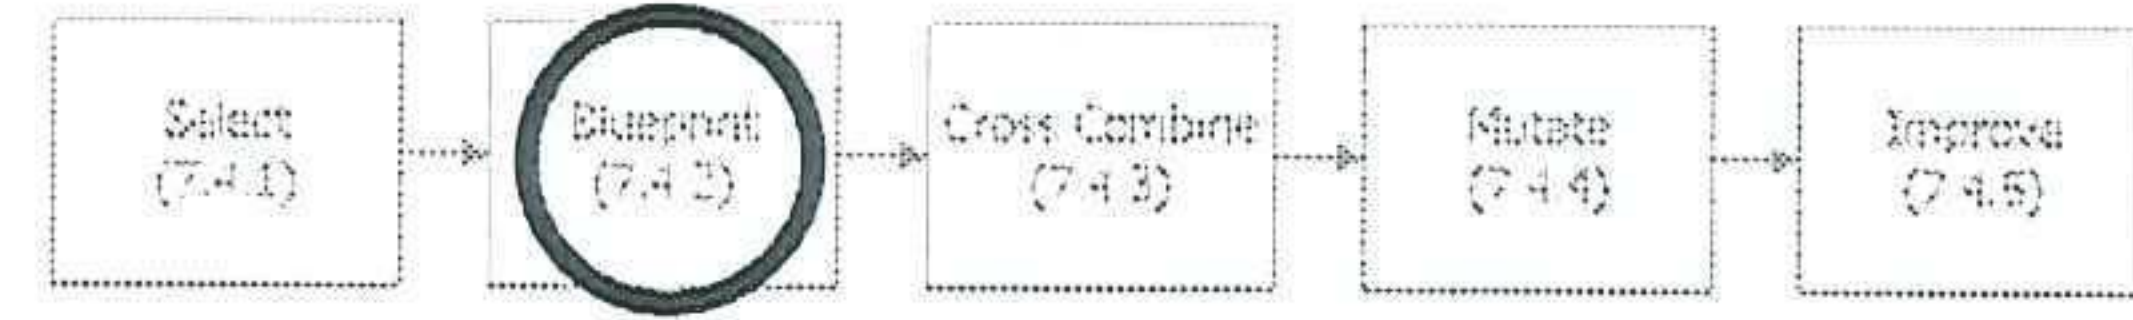 Select
(7.4.1)
Blueprint
(7.4.2)
Cross Combine
(7.4.3)
Mutate
(7.4.4)
Improve
(7.4.5)